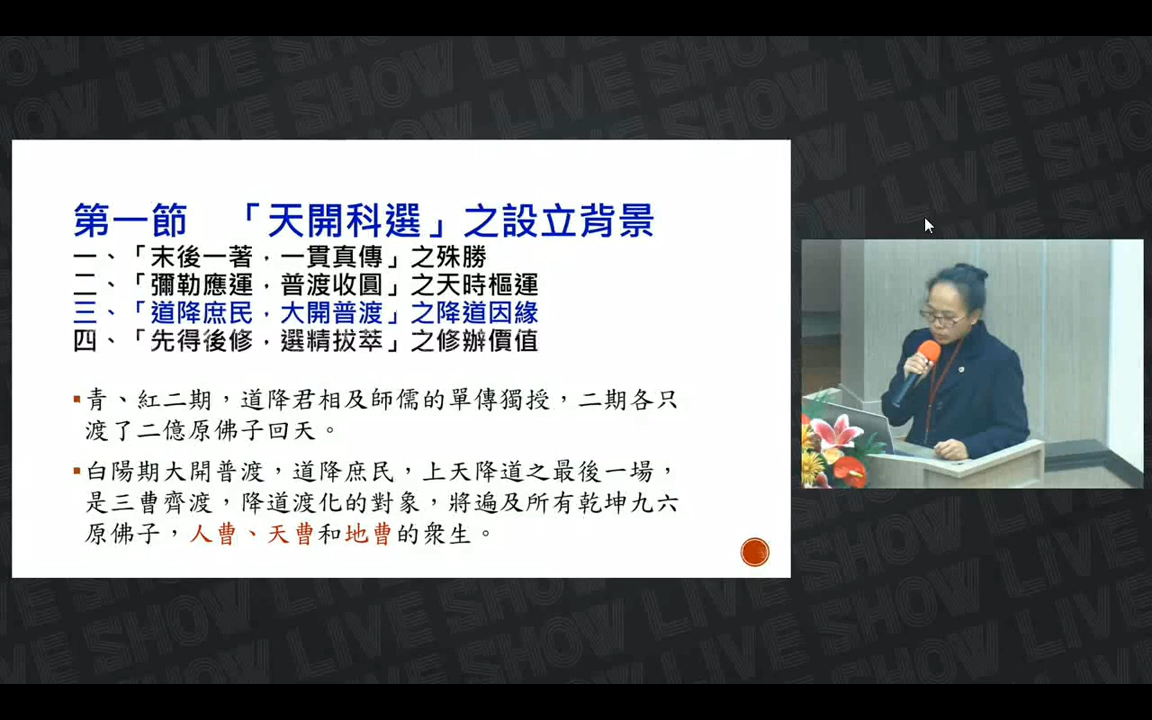 第一節 「天開科選」之設立背景
一、「末後一著，一貫真傳」之殊勝
二、「彌勒應運，普渡收圓」之天時樞運
三、「道降庶民，大開普渡」之降道因緣
四、「先得後修，選精拔萃」之修辦價值
▪青、紅二期，道降君相及師儒的單傳獨授，二期各只
渡了二億原佛子回天。
▪白陽期大開普渡，道降庶民，上天降道之最後一場，
是三曹齊渡，降道渡化的對象，將遍及所有乾坤九六
原佛子，人曹、天曹和地曹的眾生。
LIVE SHOW